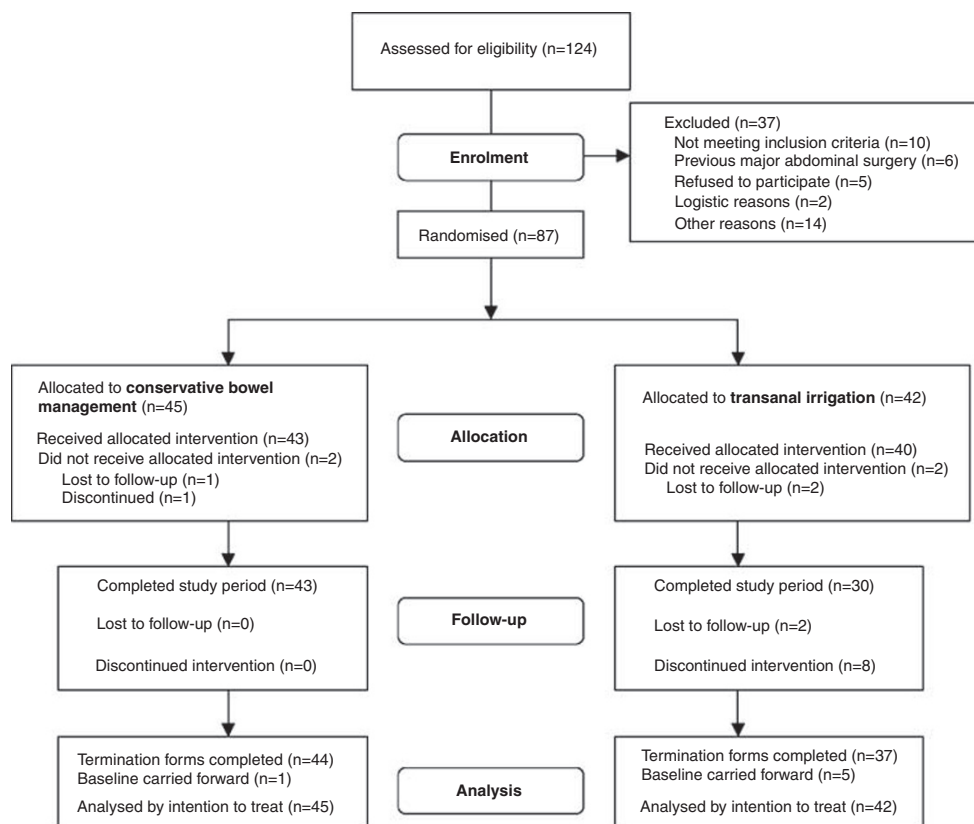 Assessed for eligibility (n=124)
Excluded (n=37)
Not meeting inclusion criteria (n=10)
Previous major abdominal surgery (n=6)
Refused to participate (n=5)
Logistic reasons (n=2)
Other reasons (n=14)
Enrolment
Randomised (n=87)
Allocated to conservative bowel
management (n=45)
Received allocated intervention (n=43)
Did not receive allocated intervention (n=2)
Lost to follow-up (n=1)
Discontinued (n=1)
Allocation
Allocated to transanal irrigation (n=42)
Received allocated intervention (n=40)
Did not receive allocated intervention (n=2)
Lost to follow-up (n=2)
Completed study period (n=43)
Lost to follow-up (n=0)
Discontinued intervention (n=0)
Follow-up
Completed study period (n=30)
Lost to follow-up (n=2)
Discontinued intervention (n=8)
Termination forms completed (n=44)
Baseline carried forward (n=1)
Analysed by intention to treat (n=45)
Analysis
Termination forms completed (n=37)
Baseline carried forward (n=5)
Analysed by intention to treat (n=42)